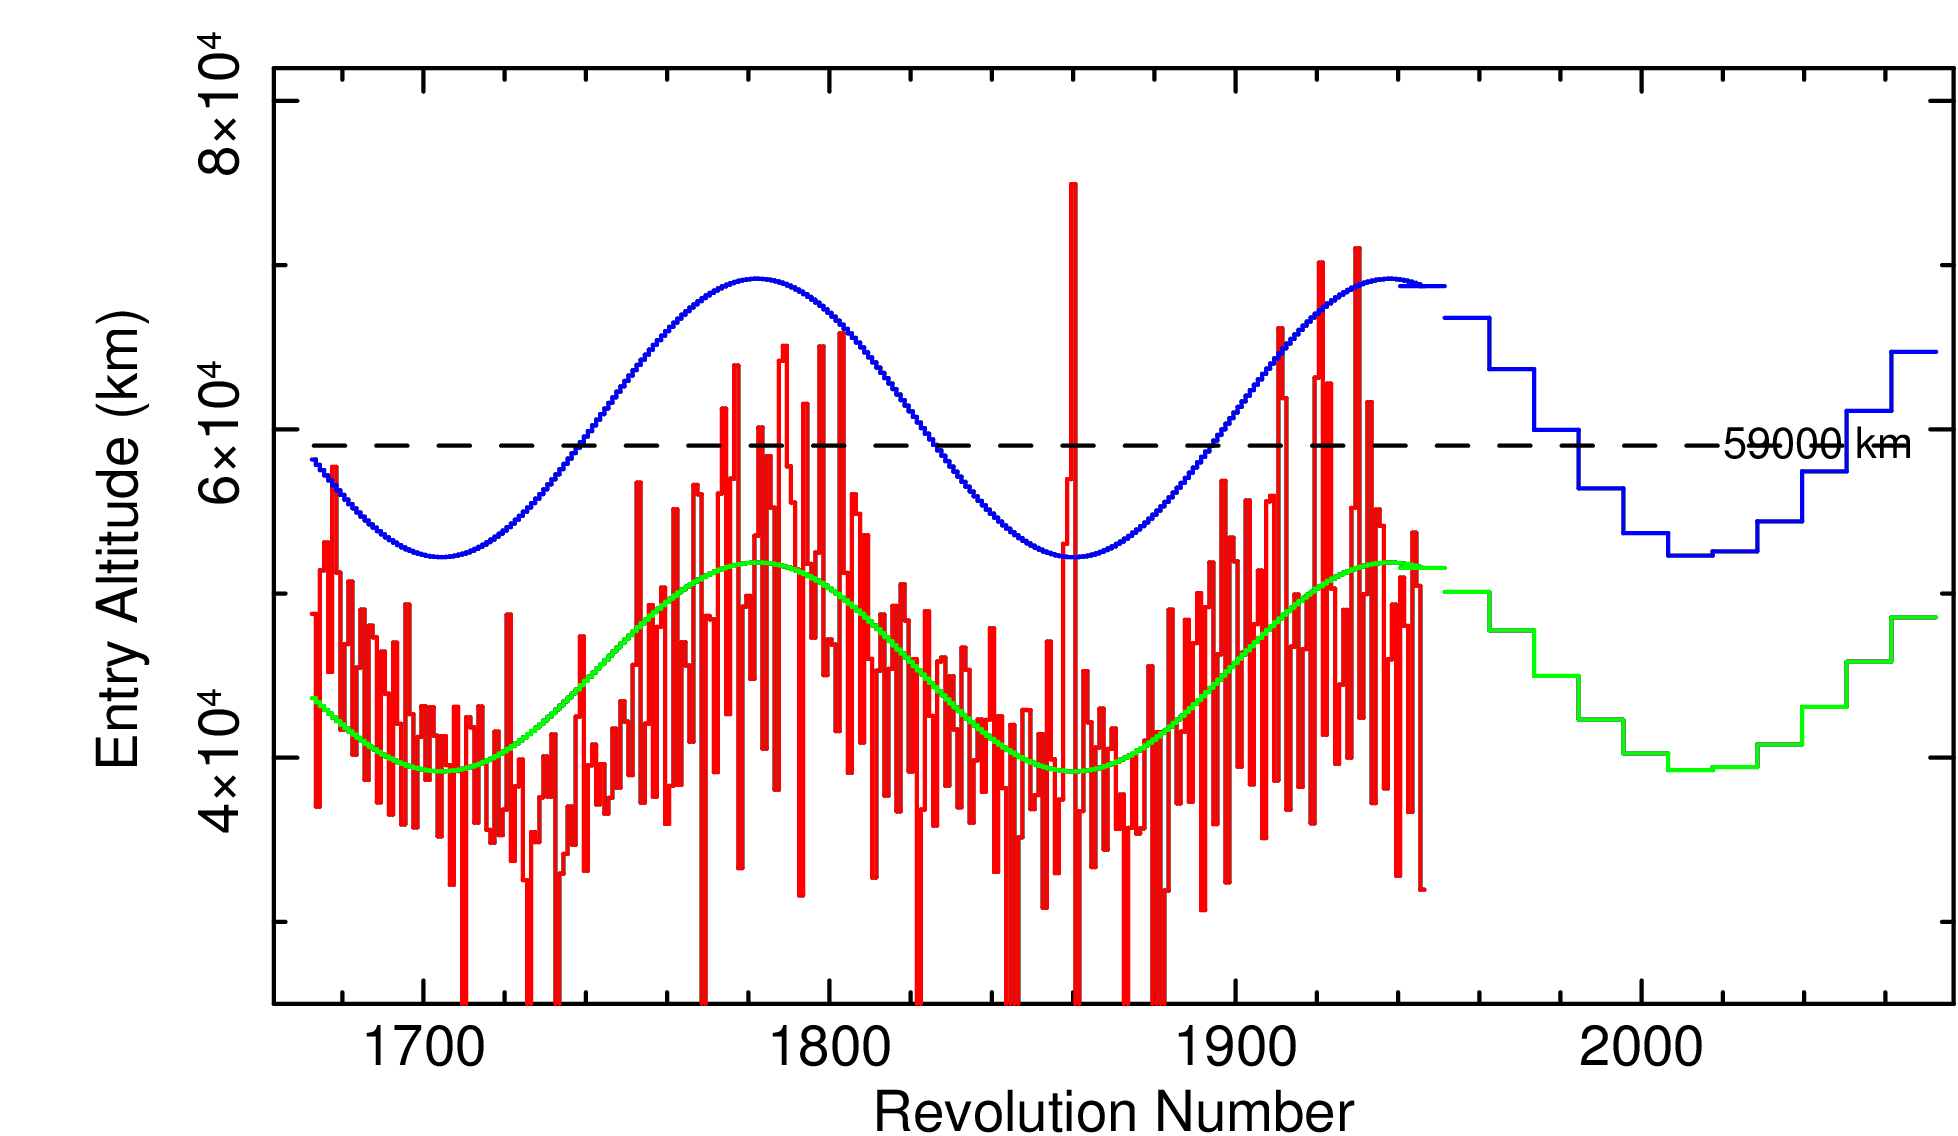 8×10⁴
6×10⁴
4×10⁴
Entry Altitude (km)
59000 km
1700 1800 1900 2000
Revolution Number